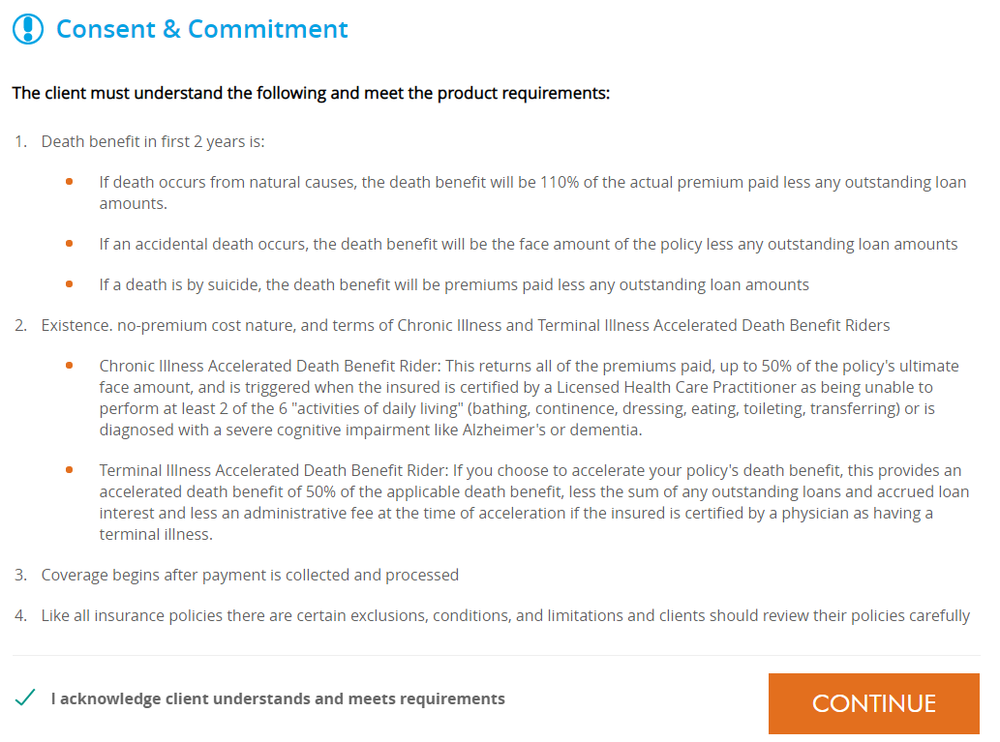 Consent & Commitment
The client must understand the following and meet the product requirements:
1. Death benefit in first 2 years is:
If death occurs from natural causes, the death benefit will be 110% of the actual premium paid less any outstanding loan
amounts.
If an accidental death occurs, the death benefit will be the face amount of the policy less any outstanding loan amounts
If a death is by suicide, the death benefit will be premiums paid less any outstanding loan amounts
2. Existence. no-premium cost nature, and terms of Chronic Illness and Terminal Illness Accelerated Death Benefit Riders
Chronic Illness Accelerated Death Benefit Rider: This returns all of the premiums paid, up to 50% of the policy's ultimate
face amount, and is triggered when the insured is certified by a Licensed Health Care Practitioner as being unable to
perform at least 2 of the 6 "activities of daily living" (bathing, continence, dressing, eating, toileting, transferring) or is
diagnosed with a severe cognitive impairment like Alzheimer's or dementia.
Terminal Illness Accelerated Death Benefit Rider: If you choose to accelerate your policy's death benefit, this provides an
accelerated death benefit of 50% of the applicable death benefit, less the sum of any outstanding loans and accrued loan
interest and less an administrative fee at the time of acceleration if the insured is certified by a physician as having a
terminal illness.
3. Coverage begins after payment is collected and processed
4. Like all insurance policies there are certain exclusions, conditions, and limitations and clients should review their policies carefully
I acknowledge client understands and meets requirements
CONTINUE